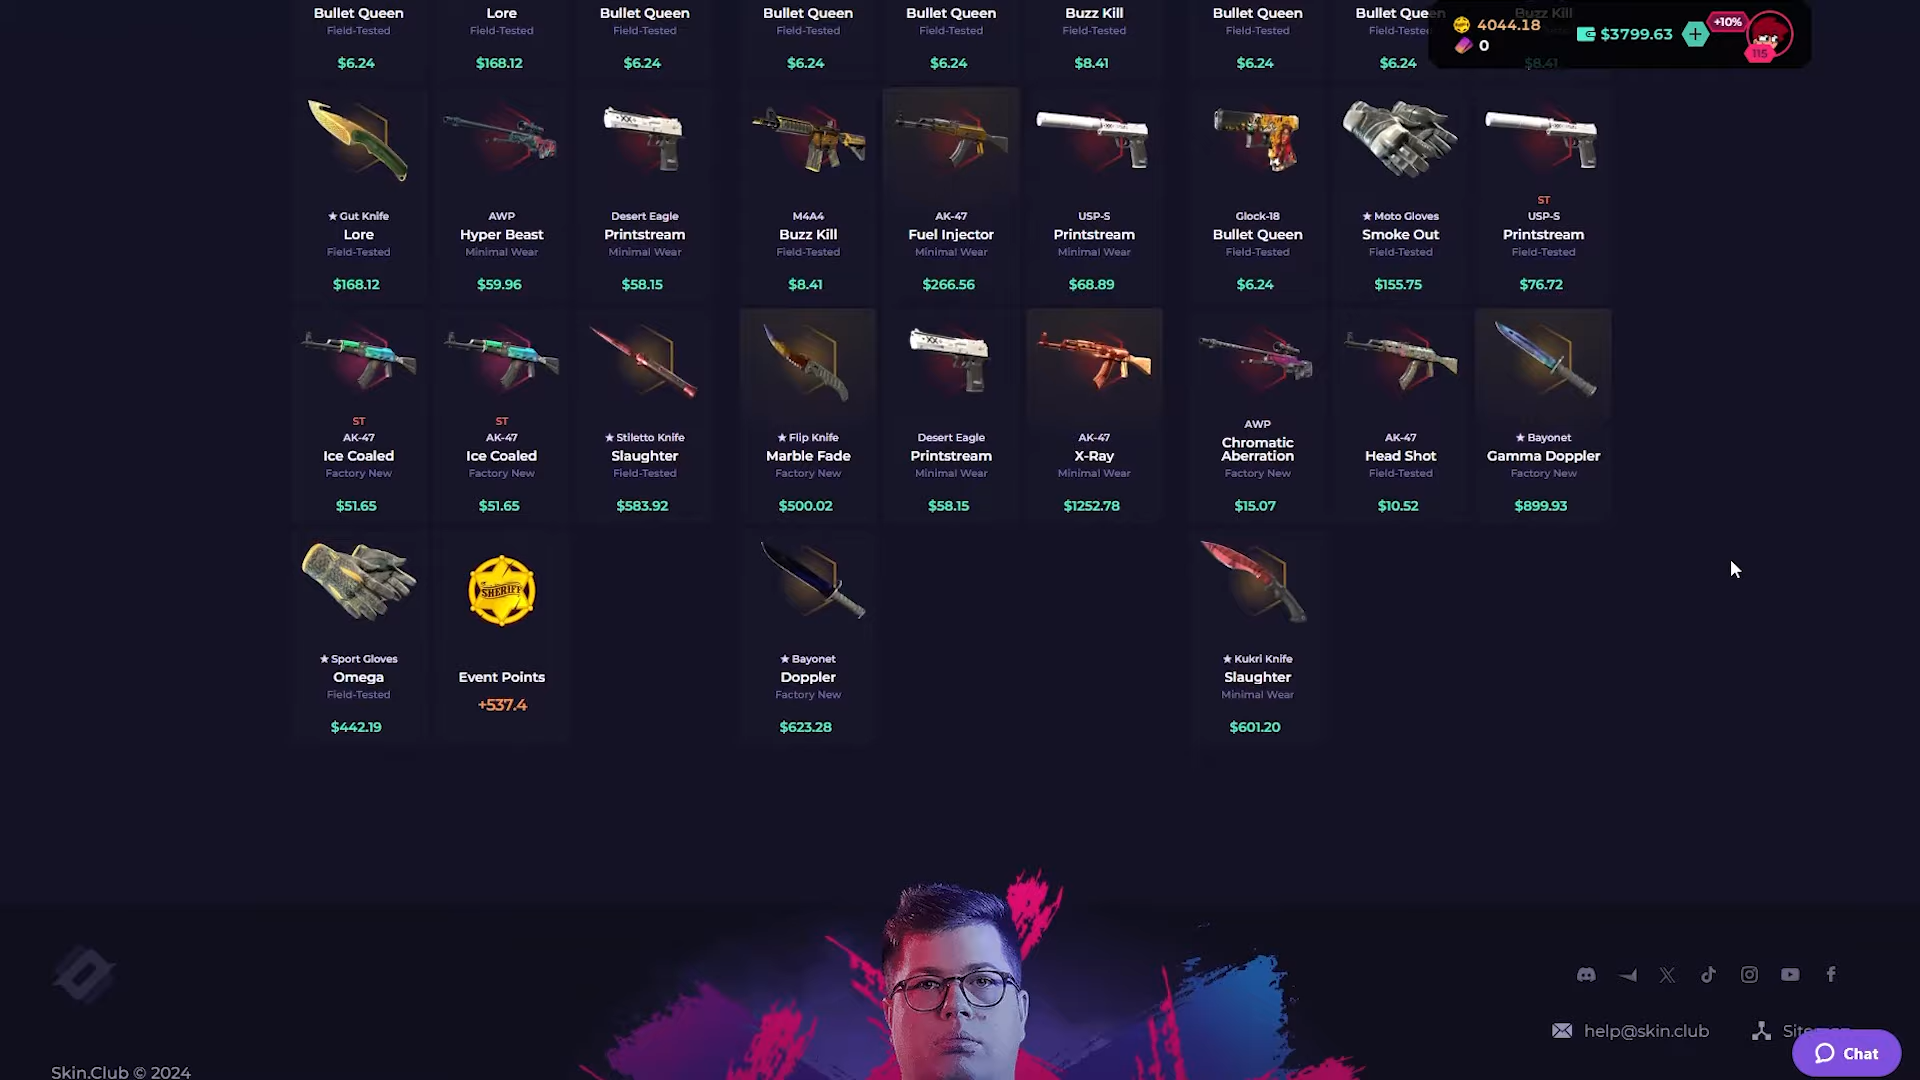 Bullet Queen
Field-Tested
$6.24
Lore
Field-Tested
$168.12
Bullet Queen
Field-Tested
$6.24
Bullet Queen
Field-Tested
$6.24
Bullet Queen
Field-Tested
$6.24
Buzz Kill
Field-Tested
$8.41
Bullet Queen
Field-Tested
$6.24
Bullet Queen
Field-Tested
$6.24
Buzz Kill
$8.41
4044.18
0
$3799.63
+10%
115
★ Gut Knife
Lore
Field-Tested
$168.12
AWP
Hyper Beast
Minimal Wear
$59.96
Desert Eagle
Printstream
Minimal Wear
$58.15
M4A4
Buzz Kill
Field-Tested
$8.41
AK-47
Fuel Injector
Minimal Wear
$266.56
USP-S
Printstream
Minimal Wear
$68.89
Glock-18
Bullet Queen
Field-Tested
$6.24
★ Moto Gloves
Smoke Out
Field-Tested
$155.75
ST
USP-S
Printstream
Field-Tested
$76.72
ST
AK-47
Ice Coaled
Factory New
$51.65
ST
AK-47
Ice Coaled
Factory New
$51.65
★ Stiletto Knife
Slaughter
Field-Tested
$583.92
★ Flip Knife
Marble Fade
Factory New
$500.02
Desert Eagle
Printstream
Minimal Wear
$58.15
AK-47
X-Ray
Minimal Wear
$1252.78
AWP
Chromatic
Aberration
Factory New
$15.07
AK-47
Head Shot
Field-Tested
$10.52
★ Bayonet
Gamma Doppler
Factory New
$899.93
★ Sport Gloves
Omega
Field-Tested
$442.19
SHERIFF
Event Points
+537.4
★ Bayonet
Doppler
Factory New
$623.28
★ Kukri Knife
Slaughter
Minimal Wear
$601.20
help@skin.club
Chat
Skin.Club © 2024